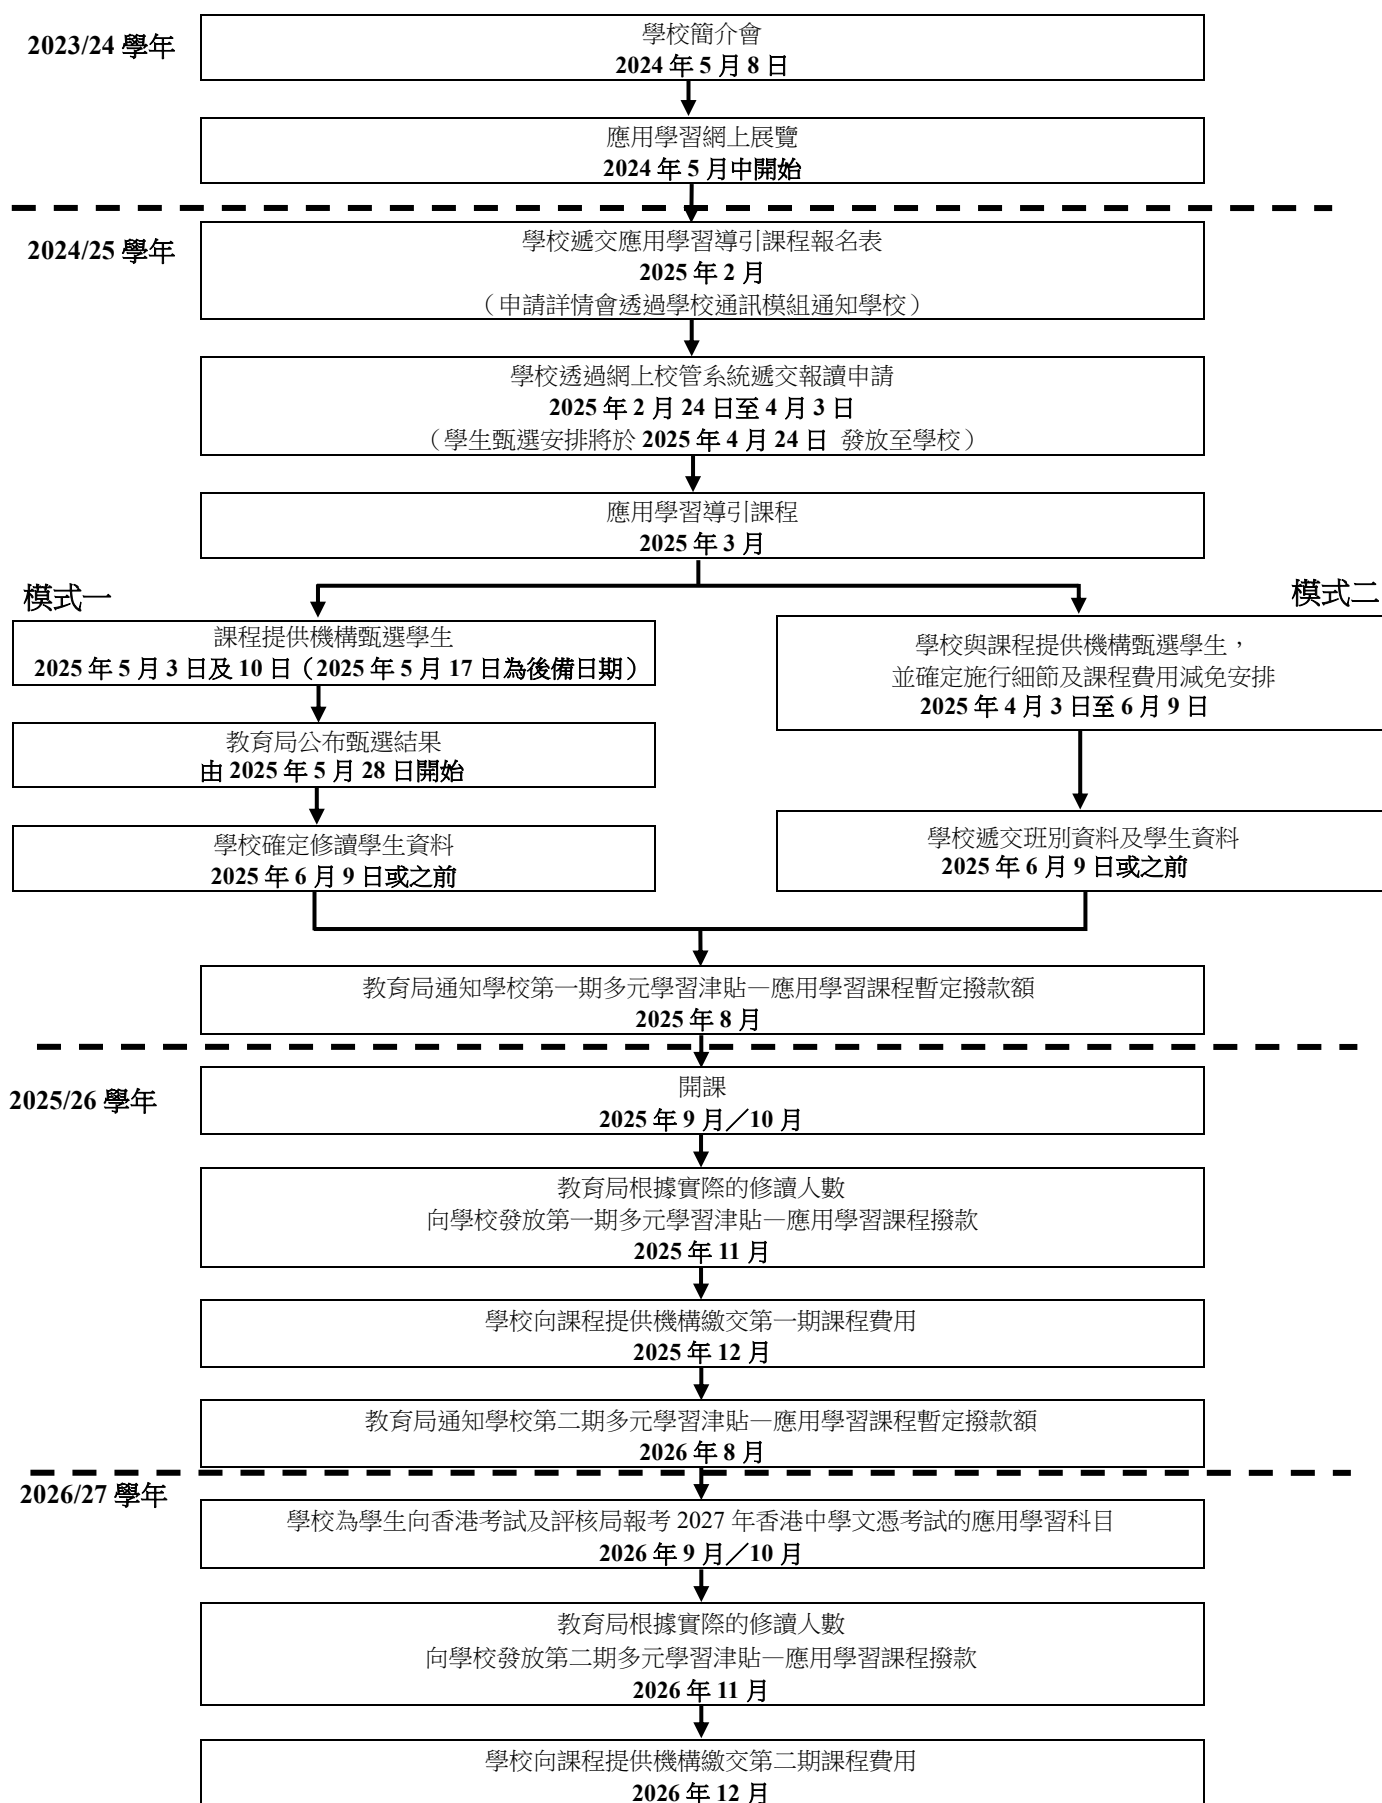 2023/24 學年
學校簡介會
2024 年 5 月 8 日
應用學習網上展覽
2024 年 5 月中開始
2024/25 學年
學校遞交應用學習導引課程報名表
2025 年 2 月
（申請詳情會透過學校通訊模組通知學校）
學校透過網上校管系統遞交報讀申請
2025 年 2 月 24 日至 4 月 3 日
（學生甄選安排將於 2025 年 4 月 24 日 發放至學校）
應用學習導引課程
2025 年 3 月
模式一
課程提供機構甄選學生
2025 年 5 月 3 日及 10 日（2025 年 5 月 17 日為後備日期）
教育局公布甄選結果
由 2025 年 5 月 28 日開始
學校確定修讀學生資料
2025 年 6 月 9 日或之前
模式二
學校與課程提供機構甄選學生，
並確定施行細節及課程費用減免安排
2025 年 4 月 3 日至 6 月 9 日
學校遞交班別資料及學生資料
2025 年 6 月 9 日或之前
教育局通知學校第一期多元學習津貼—應用學習課程暫定撥款額
2025 年 8 月
2025/26 學年
開課
2025 年 9 月／10 月
教育局根據實際的修讀人數
向學校發放第一期多元學習津貼—應用學習課程撥款
2025 年 11 月
學校向課程提供機構繳交第一期課程費用
2025 年 12 月
教育局通知學校第二期多元學習津貼—應用學習課程暫定撥款額
2026 年 8 月
2026/27 學年
學校為學生向香港考試及評核局報考 2027 年香港中學文憑考試的應用學習科目
2026 年 9 月／10 月
教育局根據實際的修讀人數
向學校發放第二期多元學習津貼—應用學習課程撥款
2026 年 11 月
學校向課程提供機構繳交第二期課程費用
2026 年 12 月